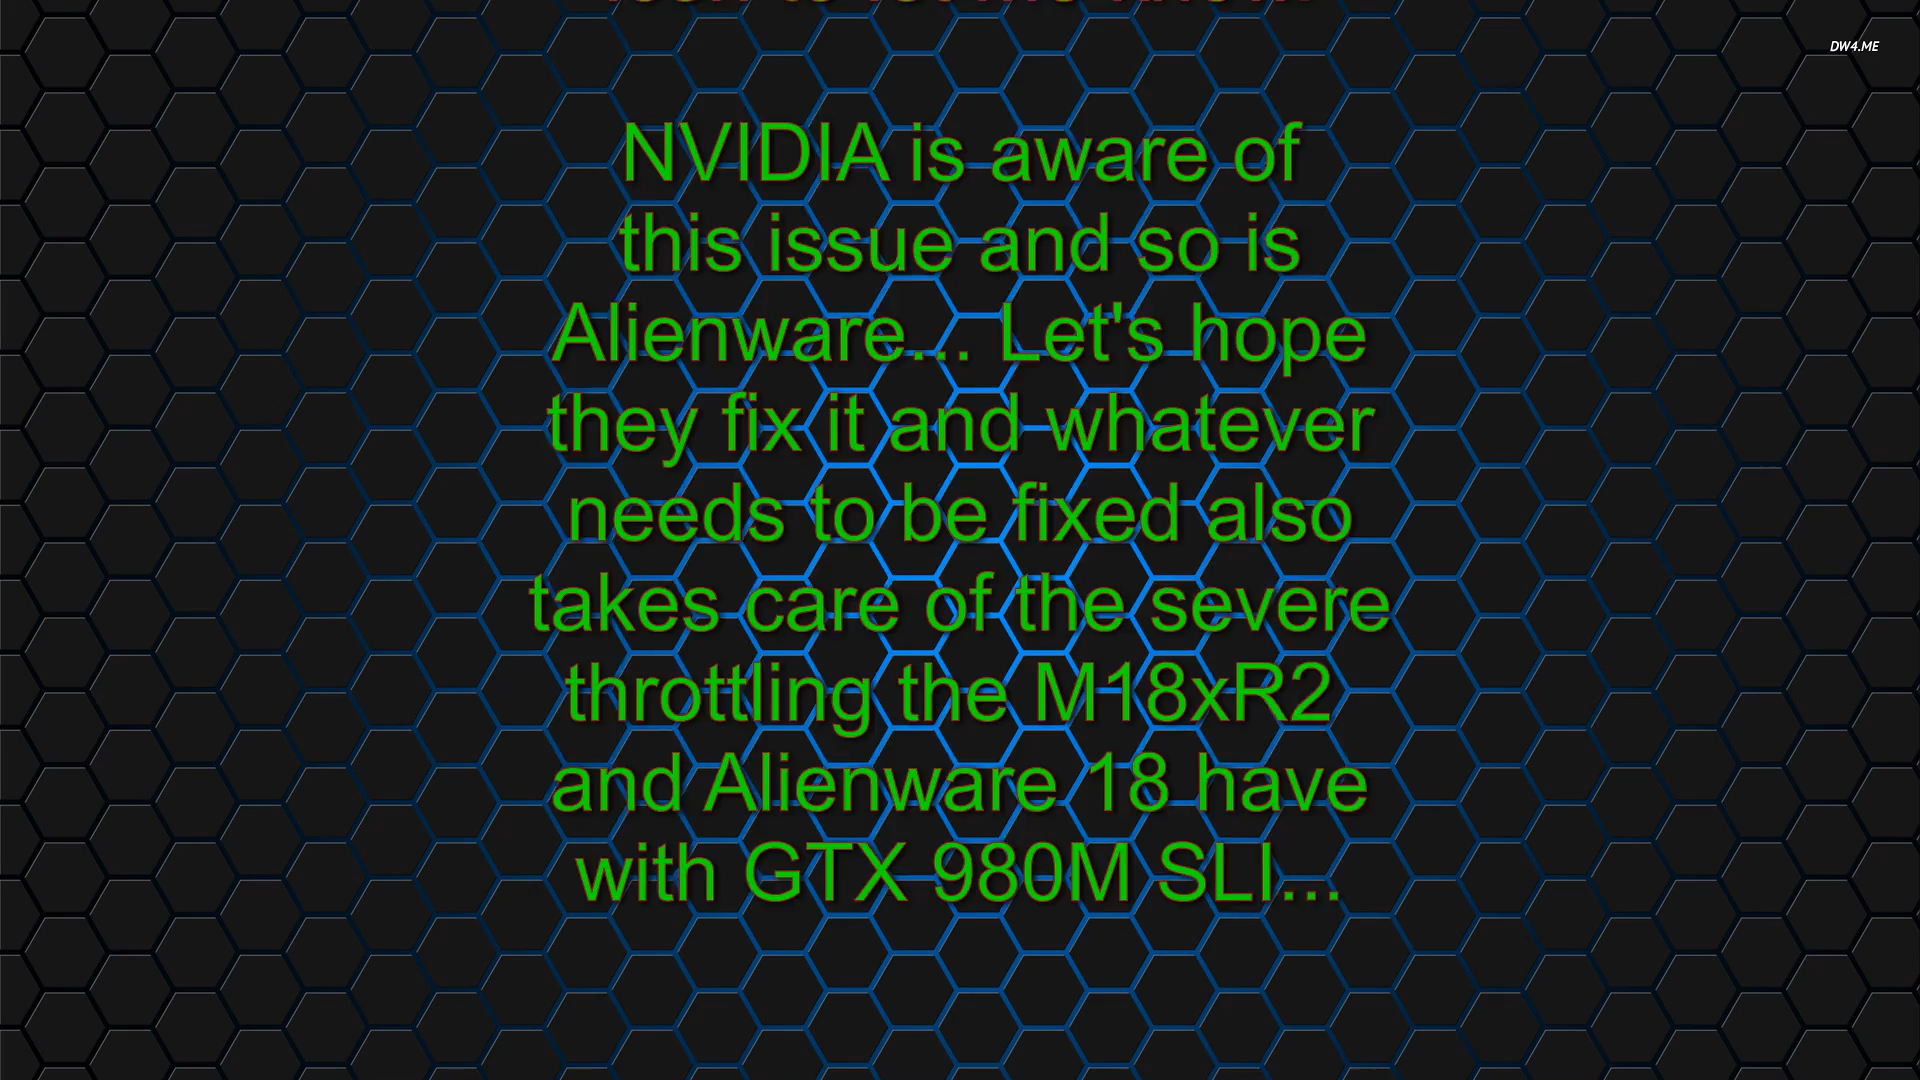 DW4.ME
NVIDIA is aware of
this issue and so is
Alienware... Let's hope
they fix it and whatever
needs to be fixed also
takes care of the severe
throttling the M18xR2
and Alienware 18 have
with GTX 980M SLI...